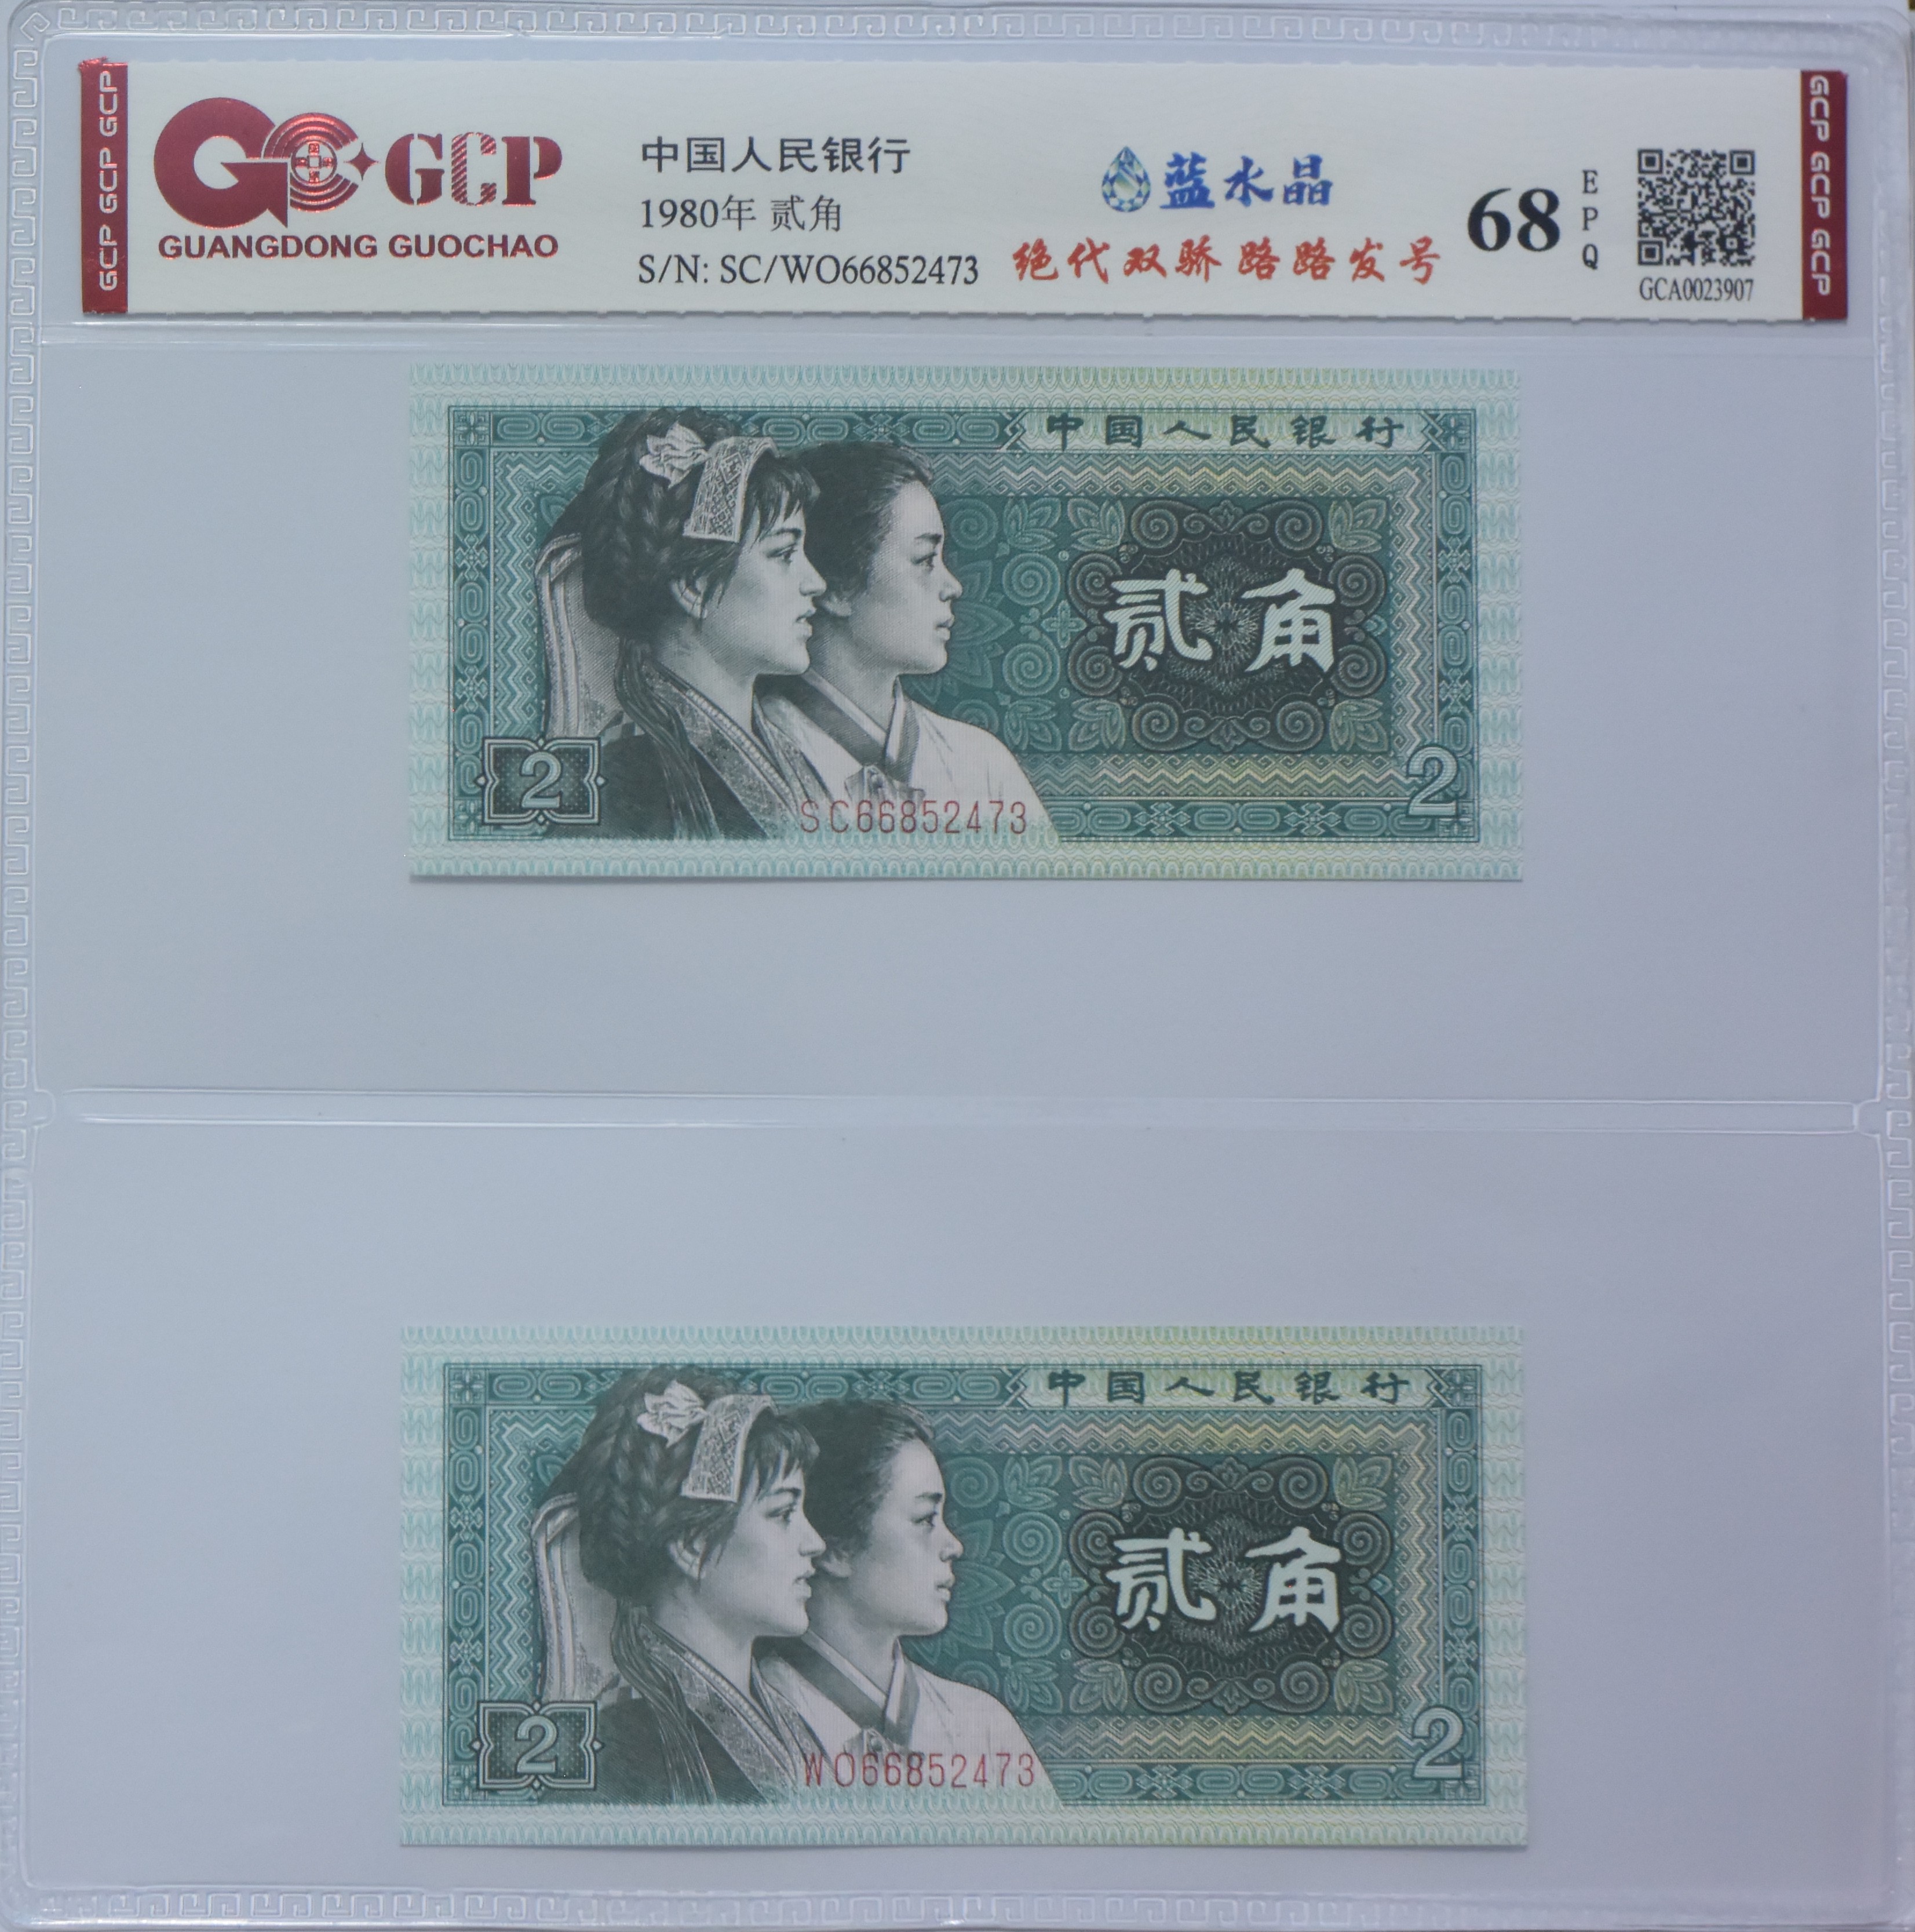 GCP GCP GCP
GCP
GUANGDONG GUOCHAO
中国人民银行
1980年 贰角
S/N: SC/WO66852473
蓝水晶
绝代双骄 路路发号
68
EPQ
GCA0023907
GCP GCP GCP
中国人民银行
贰角
2
2
SC66852473
中国人民银行
贰角
2
2
WO66852473